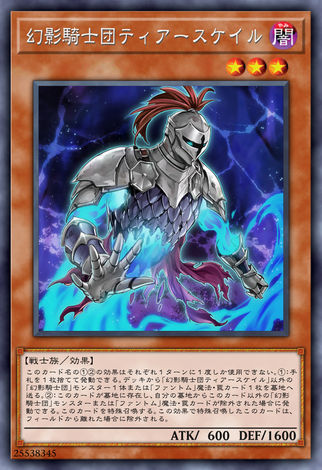 幻影騎士団ティアースケイル
闇
やみ
【戦士族／効果】
このカード名の①②の効果はそれぞれ1ターンに1度しか使用できない。①：手
札を1枚捨てて発動できる。デッキから「幻影騎士団ティアースケイル」以外の
「幻影騎士団」モンスター1体または「ファントム」魔法・罠カード1枚を墓地へ
送る。②：このカードが墓地に存在し、自分の墓地からこのカード以外の「幻影
騎士団」モンスターまたは「ファントム」魔法・罠カードが除外された場合に発
動できる。このカードを特殊召喚する。この効果で特殊召喚したこのカードは、
フィールドから離れた場合に除外される。
ATK/ 600 DEF/1600
25538345